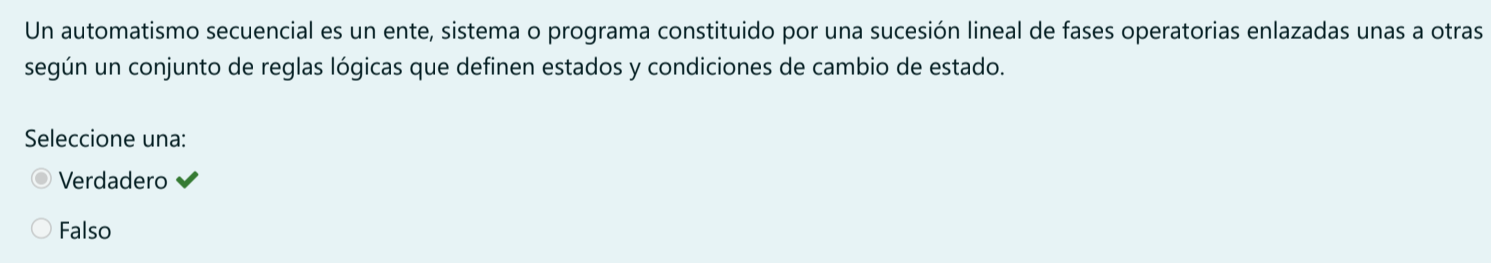 Un automatismo secuencial es un ente, sistema o programa constituido por una sucesión lineal de fases operatorias enlazadas unas a otras
según un conjunto de reglas lógicas que definen estados y condiciones de cambio de estado.
Seleccione una:
Verdadero
Falso